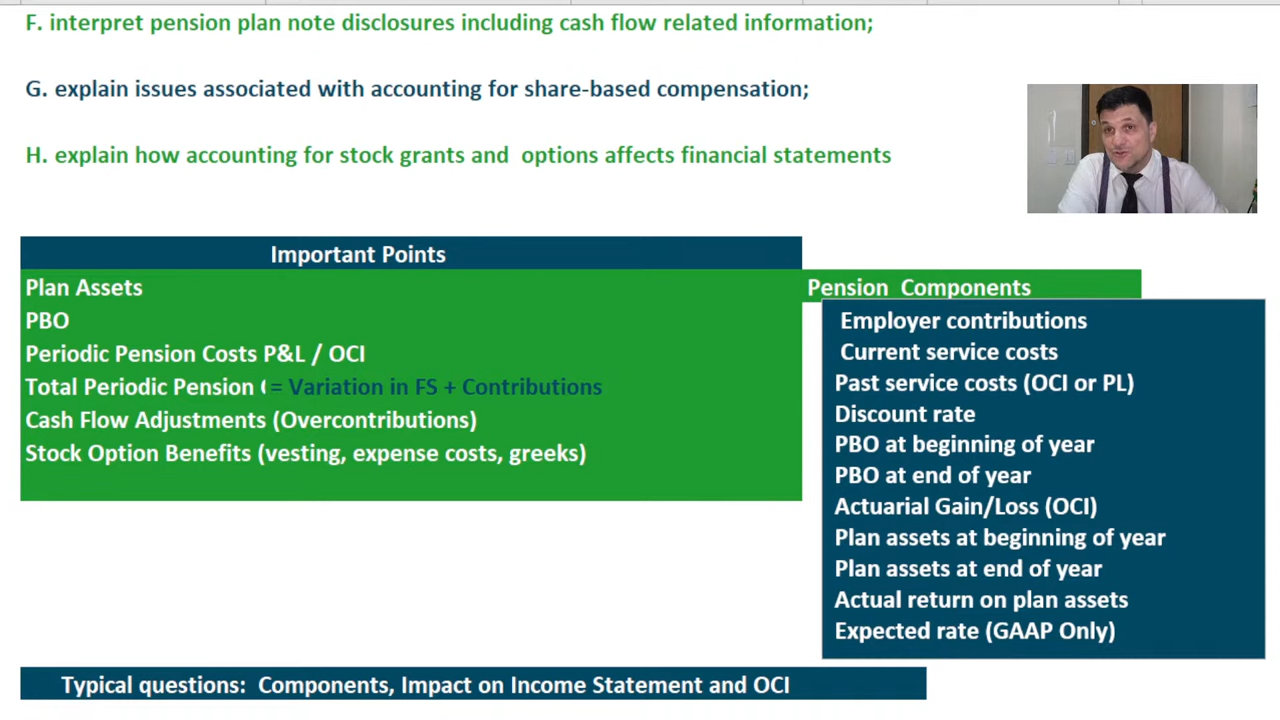 F. interpret pension plan note disclosures including cash flow related information;
G. explain issues associated with accounting for share-based compensation;
H. explain how accounting for stock grants and options affects financial statements
Important Points
Plan Assets
PBO
Periodic Pension Costs P&L / OCI
Total Periodic Pension = Variation in FS + Contributions
Cash Flow Adjustments (Overcontributions)
Stock Option Benefits (vesting, expense costs, greeks)
Pension Components
Employer contributions
Current service costs
Past service costs (OCI or PL)
Discount rate
PBO at beginning of year
PBO at end of year
Actuarial Gain/Loss (OCI)
Plan assets at beginning of year
Plan assets at end of year
Actual return on plan assets
Expected rate (GAAP Only)
Typical questions: Components, Impact on Income Statement and OCI